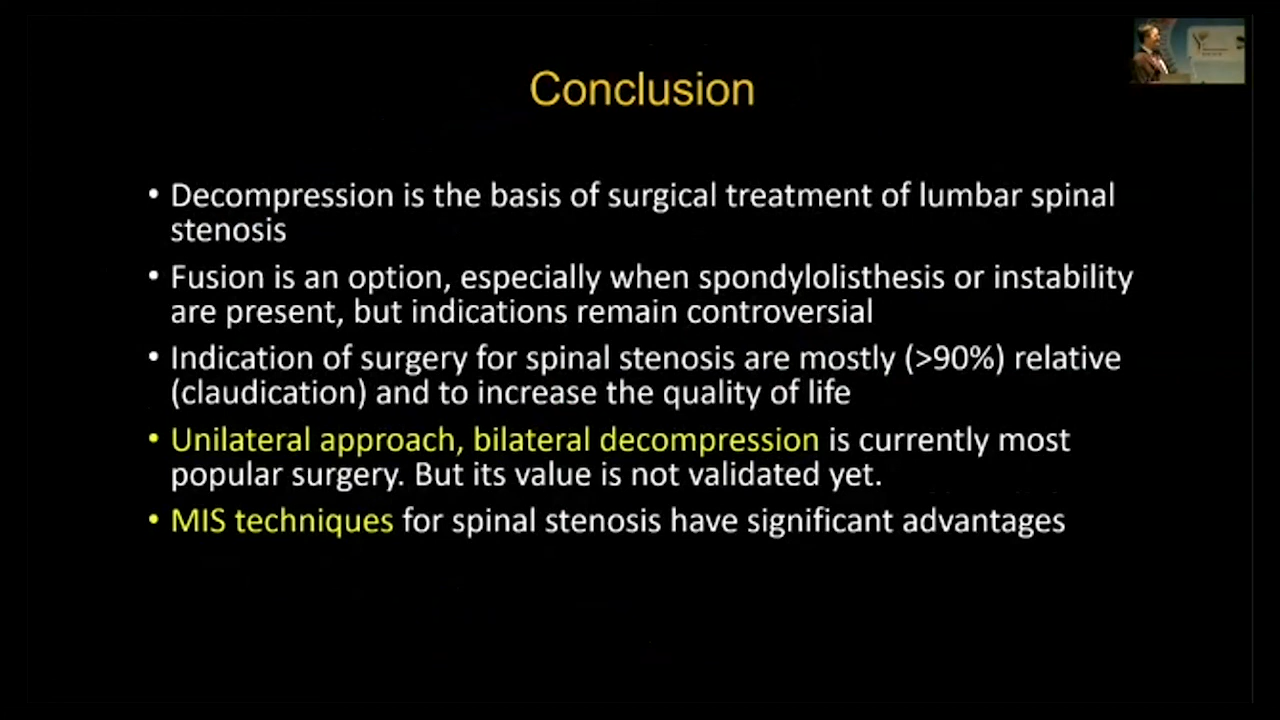 Conclusion
• Decompression is the basis of surgical treatment of lumbar spinal
stenosis
• Fusion is an option, especially when spondylolisthesis or instability
are present, but indications remain controversial
• Indication of surgery for spinal stenosis are mostly (>90%) relative
(claudication) and to increase the quality of life
• Unilateral approach, bilateral decompression is currently most
popular surgery. But its value is not validated yet.
• MIS techniques for spinal stenosis have significant advantages